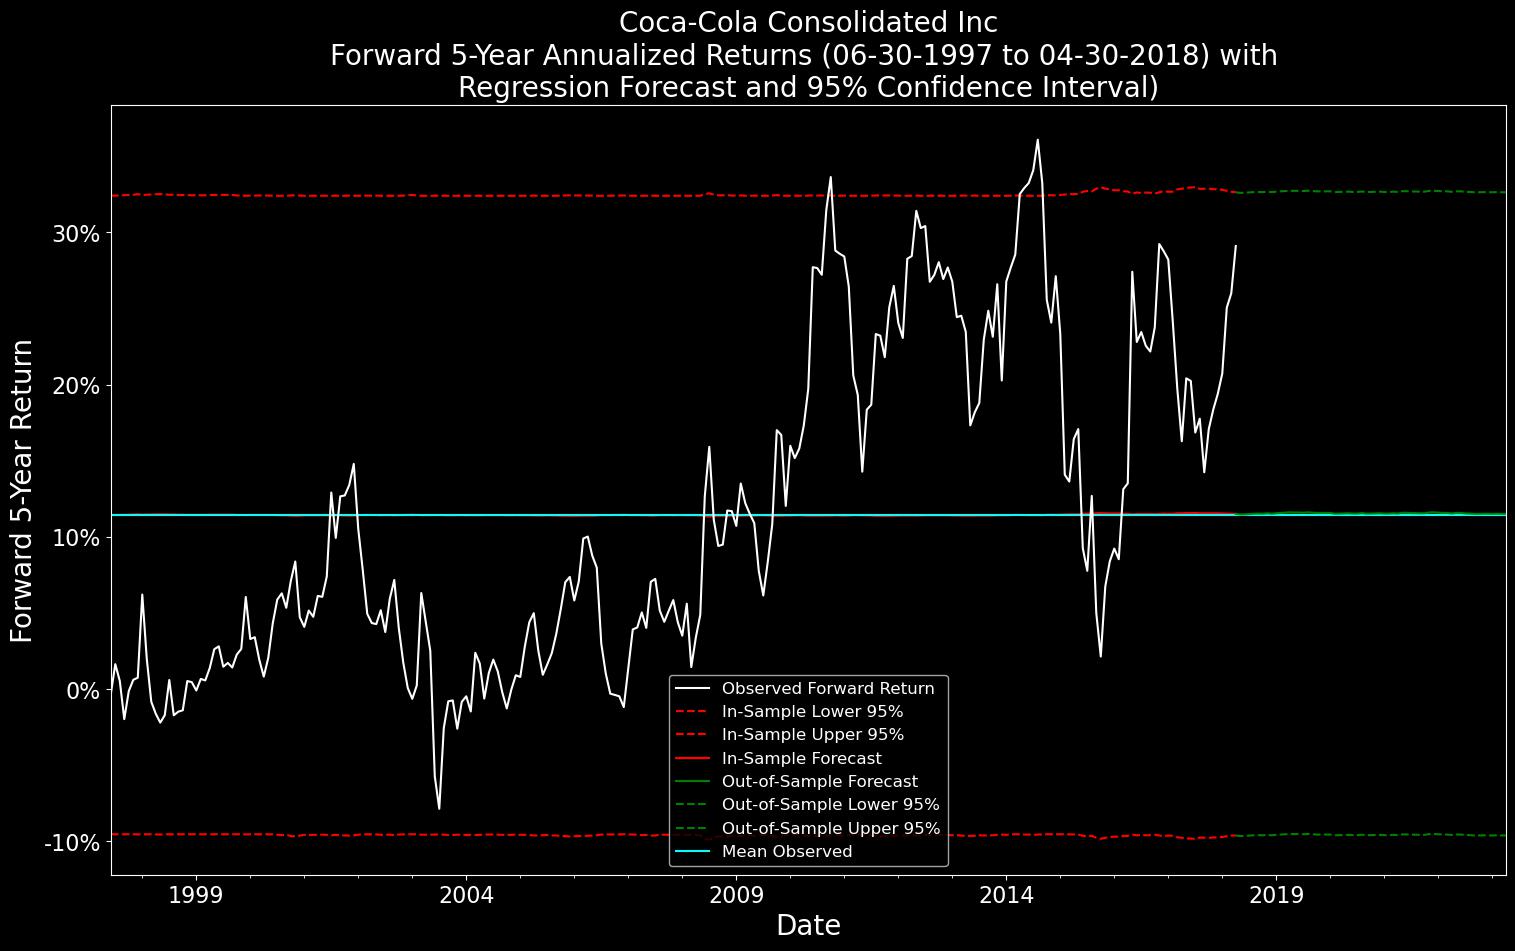 Coca-Cola Consolidated Inc
Forward 5-Year Annualized Returns (06-30-1997 to 04-30-2018) with
Regression Forecast and 95% Confidence Interval)
Forward 5-Year Return
30%
20%
10%
0%
-10%
Observed Forward Return
In-Sample Lower 95%
In-Sample Upper 95%
In-Sample Forecast
Out-of-Sample Forecast
Out-of-Sample Lower 95%
Out-of-Sample Upper 95%
Mean Observed
1999 2004 2009 2014 2019
Date